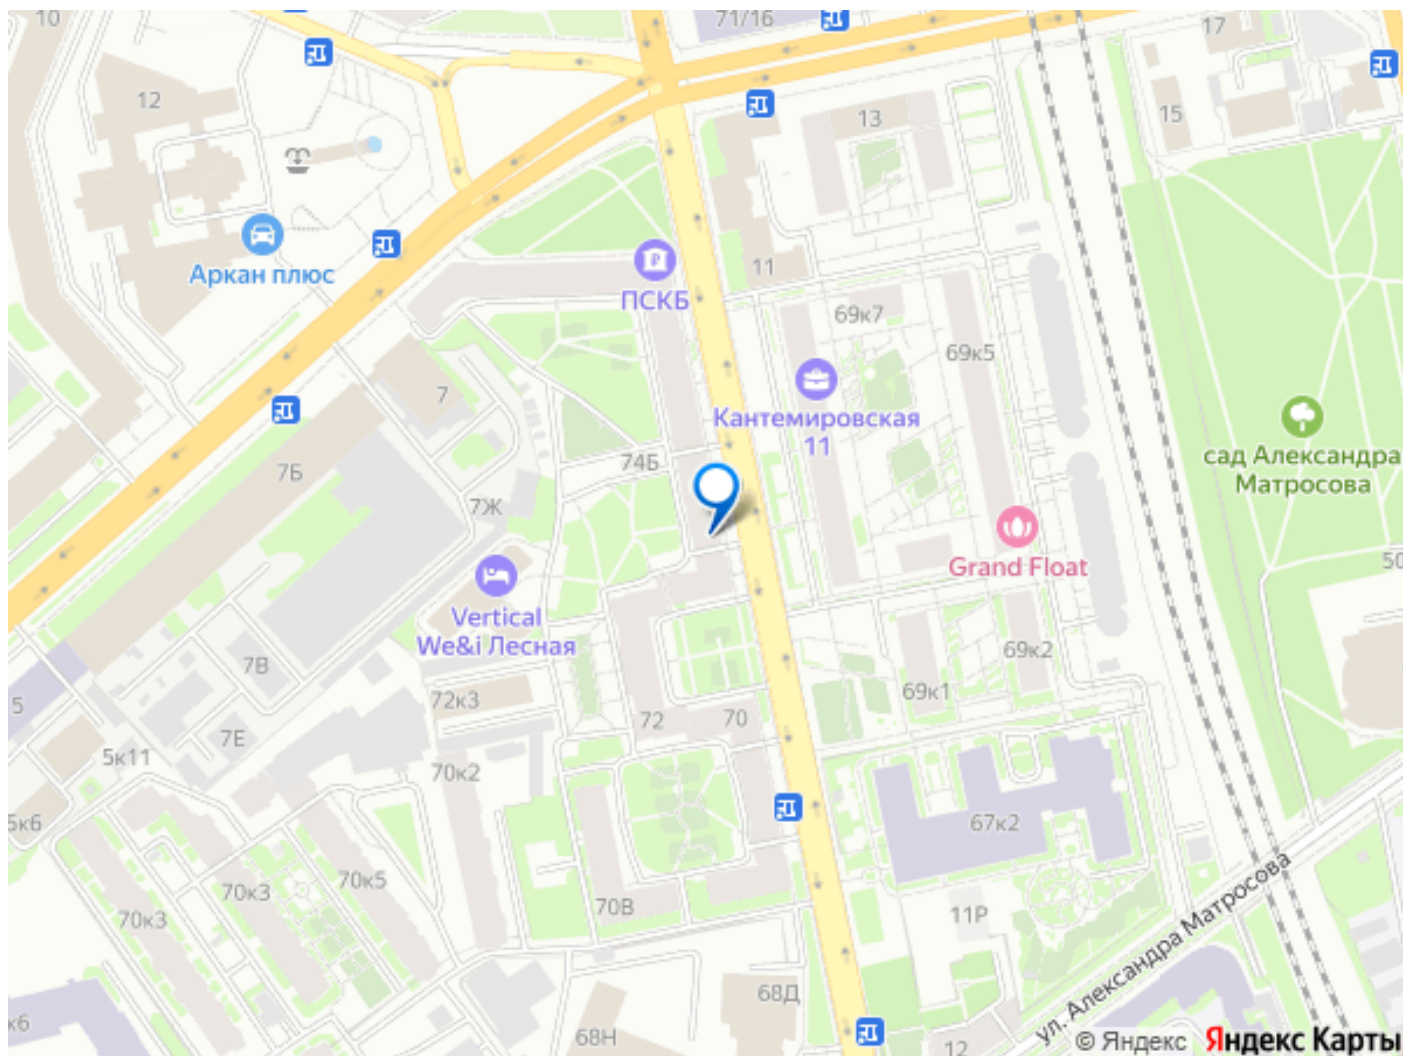 10
71/16
17
12
13
15
Аркан плюс
ПСКБ
11
69к7
69к5
7
Кантемировская
11
74Б
7Б
7Ж
сад Александра
Матросова
Grand Float
50
Vertical
We&i Лесная
7В
69к2
69к1
5
72к3
72
70
7Е
5к11
70к2
67к2
5к6
70к5
70к3
70к3
70В
11Р
ул. Александра Матросова
68Д
к6
68Н
12
© Яндекс Яндекс Карты